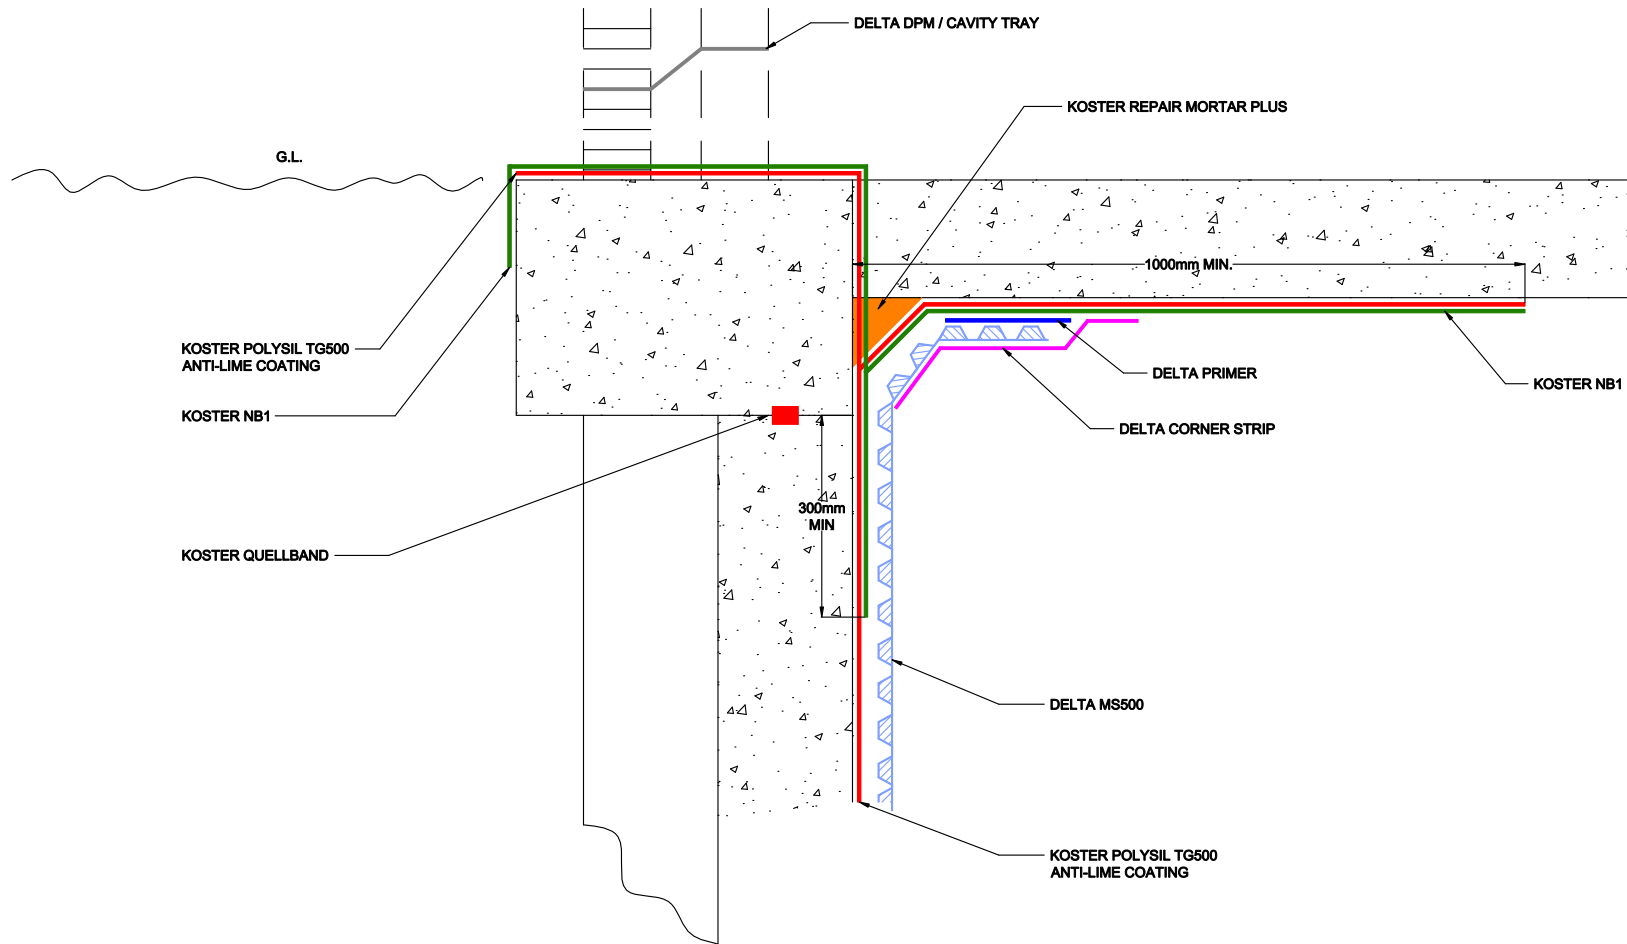 DELTA DPM / CAVITY TRAY
KOSTER REPAIR MORTAR PLUS
G.L.
1000mm MIN.
KOSTER POLYSIL TG500
ANTI-LIME COATING
DELTA PRIMER
KOSTER NB1
KOSTER NB1
DELTA CORNER STRIP
300mm
MIN
KOSTER QUELLBAND
DELTA MS500
KOSTER POLYSIL TG500
ANTI-LIME COATING